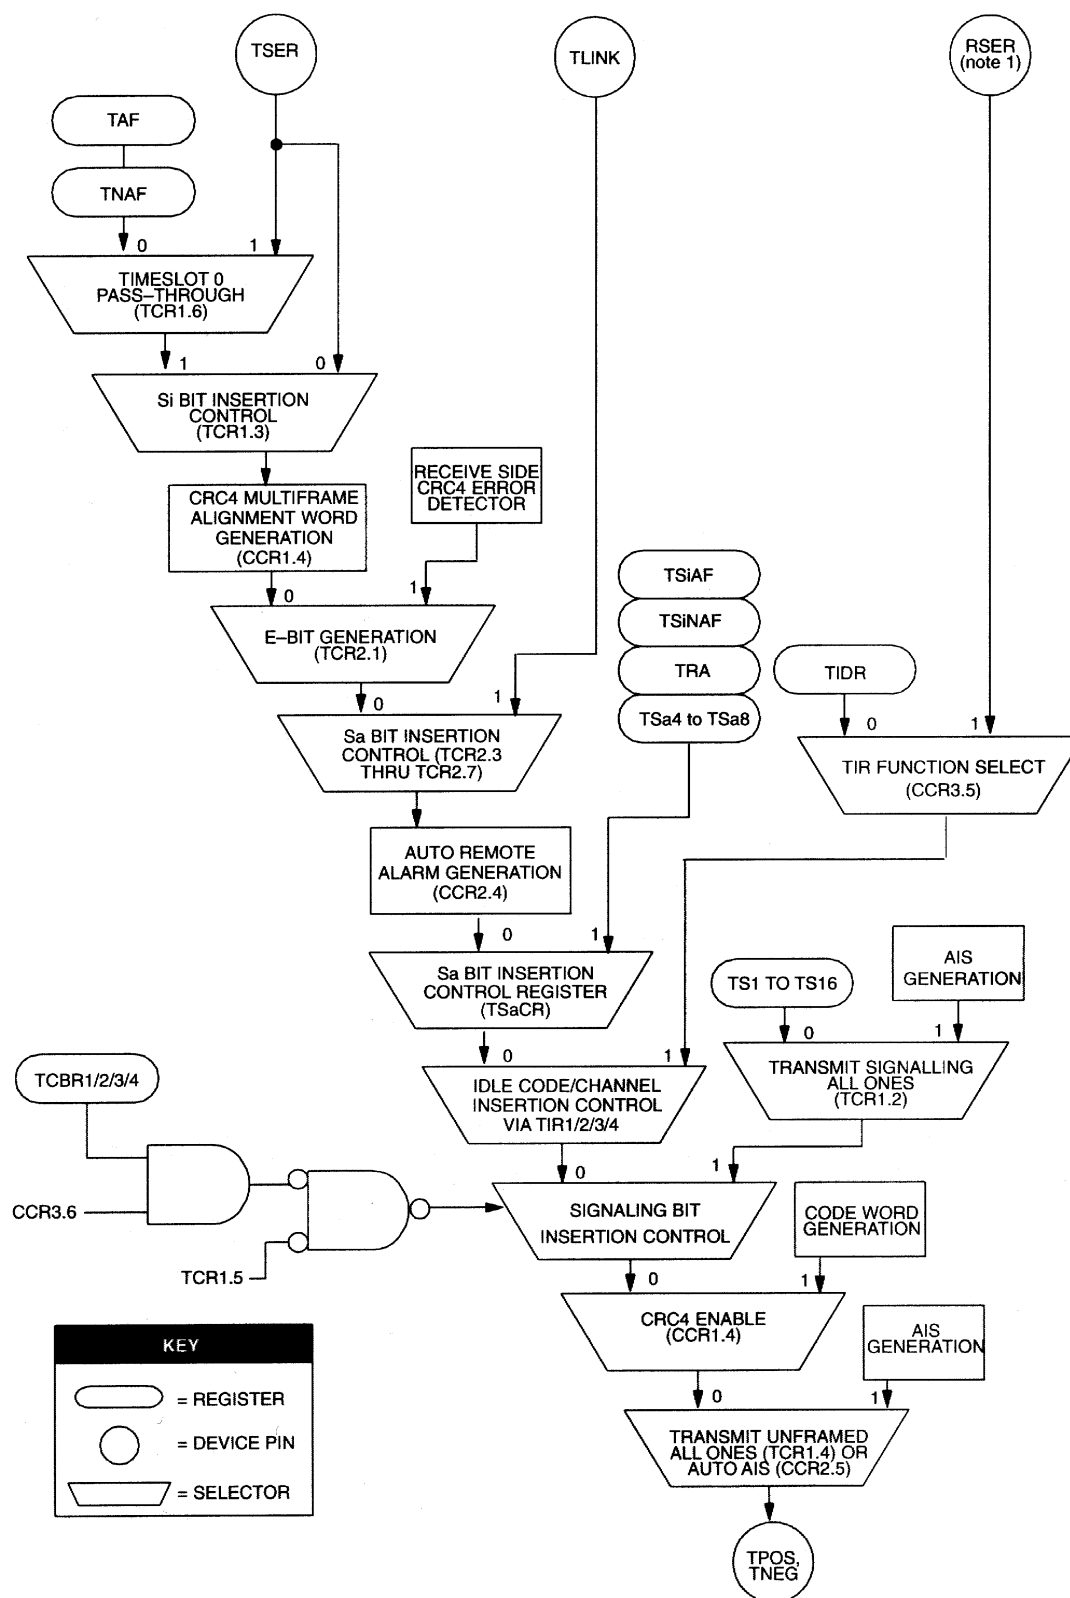 TSER
TLINK
RSER
(note 1)
TAF
TNAF
0
1
TIMESLOT 0
PASS–THROUGH
(TCR1.6)
1
0
Si BIT INSERTION
CONTROL
(TCR1.3)
RECEIVE SIDE
CRC4 ERROR
DETECTOR
CRC4 MULTIFRAME
ALIGNMENT WORD
GENERATION
(CCR1.4)
0
1
E–BIT GENERATION
(TCR2.1)
TSiAF
TSiNAF
TRA
TSa4 to TSa8
TIDR
0
1
Sa BIT INSERTION
CONTROL (TCR2.3
THRU TCR2.7)
0
1
TIR FUNCTION SELECT
(CCR3.5)
AUTO REMOTE
ALARM GENERATION
(CCR2.4)
0
1
Sa BIT INSERTION
CONTROL REGISTER
(TSaCR)
TS1 TO TS16
AIS
GENERATION
0
1
TRANSMIT SIGNALLING
ALL ONES
(TCR1.2)
0
1
IDLE CODE/CHANNEL
INSERTION CONTROL
VIA TIR1/2/3/4
TCBR1/2/3/4
CCR3.6
TCR1.5
0
1
SIGNALING BIT
INSERTION CONTROL
CODE WORD
GENERATION
0
1
CRC4 ENABLE
(CCR1.4)
AIS
GENERATION
0
1
TRANSMIT UNFRAMED
ALL ONES (TCR1.4) OR
AUTO AIS (CCR2.5)
TPOS,
TNEG
KEY
= REGISTER
= DEVICE PIN
= SELECTOR